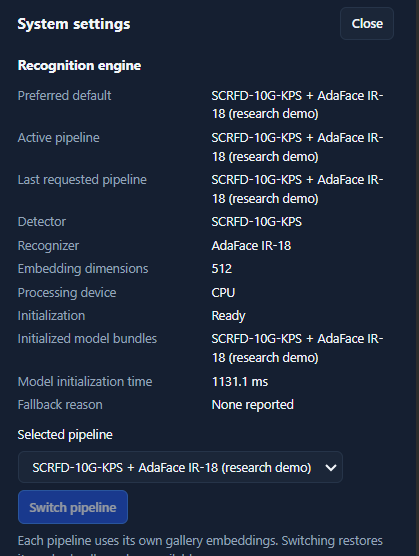 System settings
Close
Recognition engine
Preferred default
SCRFD-10G-KPS + AdaFace IR-
18 (research demo)
Active pipeline
SCRFD-10G-KPS + AdaFace IR-
18 (research demo)
Last requested pipeline
SCRFD-10G-KPS + AdaFace IR-
18 (research demo)
Detector
SCRFD-10G-KPS
Recognizer
AdaFace IR-18
Embedding dimensions
512
Processing device
CPU
Initialization
Ready
Initialized model bundles
SCRFD-10G-KPS + AdaFace IR-
18 (research demo)
Model initialization time
1131.1 ms
Fallback reason
None reported
Selected pipeline
SCRFD-10G-KPS + AdaFace IR-18 (research demo)
Switch pipeline
Each pipeline uses its own gallery embeddings. Switching restores